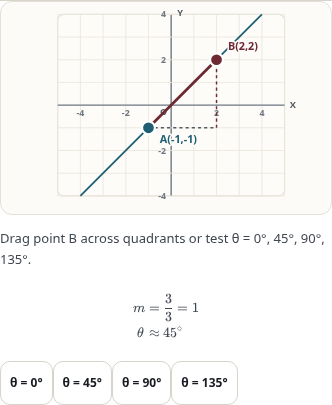 4 Y
B(2,2)
2
X
-4 -2 O 2 4
A(-1,-1)
-2
-4
Drag point B across quadrants or test θ = 0°, 45°, 90°,
135°.
m = 3/3 = 1
θ ≈ 45°
θ = 0° θ = 45° θ = 90° θ = 135°